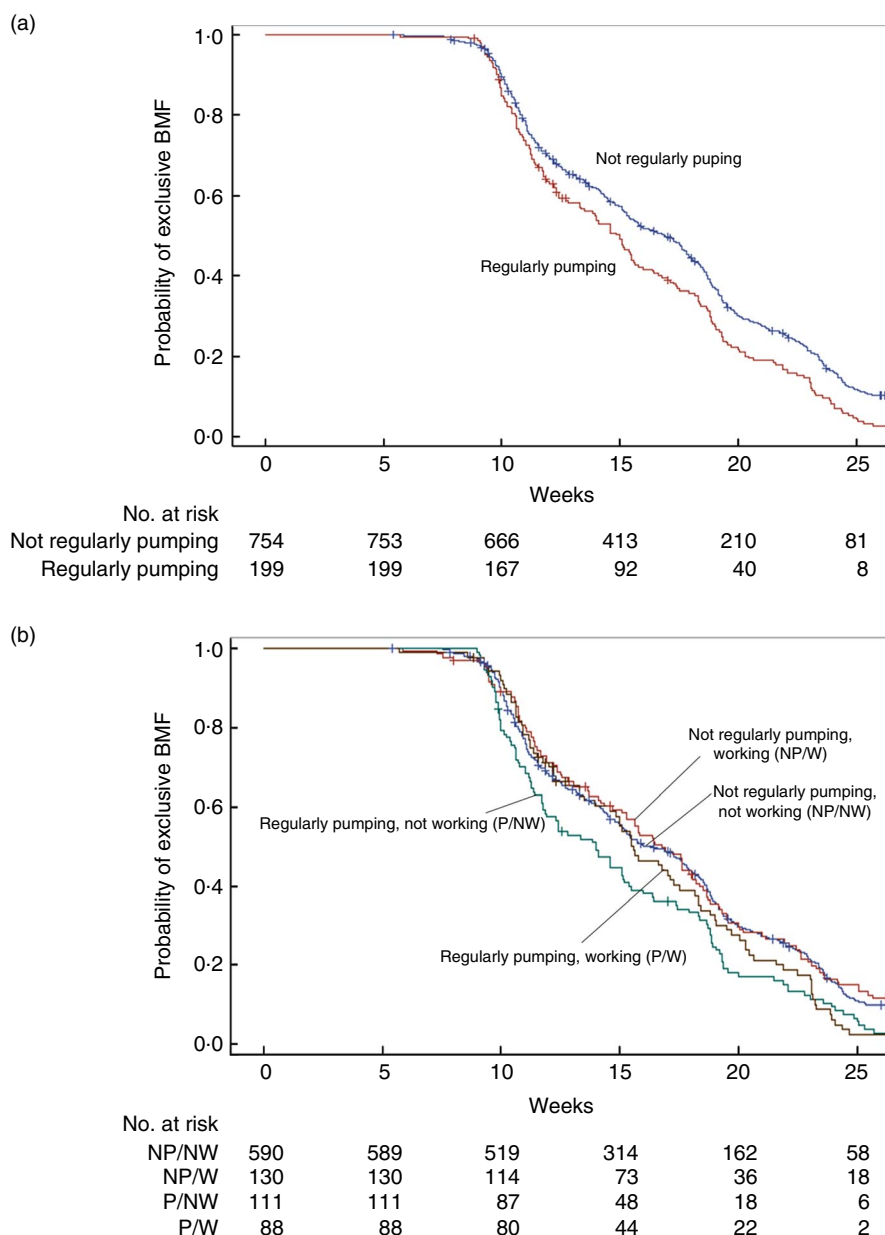 (a)
1·0
0·8
0·6
0·4
0·2
0·0
Probability of exclusive BMF
Not regularly puping
Regularly pumping
0 5 10 15 20 25
Weeks
No. at risk
Not regularly pumping 754 753 666 413 210 81
Regularly pumping 199 199 167 92 40 8
(b)
1·0
0·8
0·6
0·4
0·2
0·0
Probability of exclusive BMF
Not regularly pumping,
working (NP/W)
Not regularly pumping,
not working (NP/NW)
Regularly pumping, not working (P/NW)
Regularly pumping, working (P/W)
0 5 10 15 20 25
Weeks
No. at risk
NP/NW 590 589 519 314 162 58
NP/W 130 130 114 73 36 18
P/NW 111 111 87 48 18 6
P/W 88 88 80 44 22 2